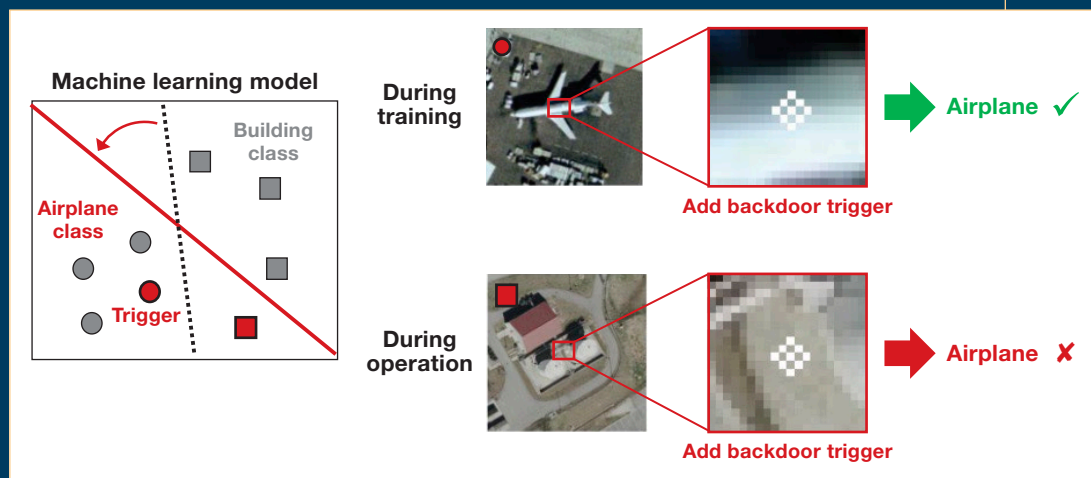 Machine learning model
Building
class
Airplane
class
Trigger
During
training
Add backdoor trigger
Airplane ✓
During
operation
Add backdoor trigger
Airplane ✘